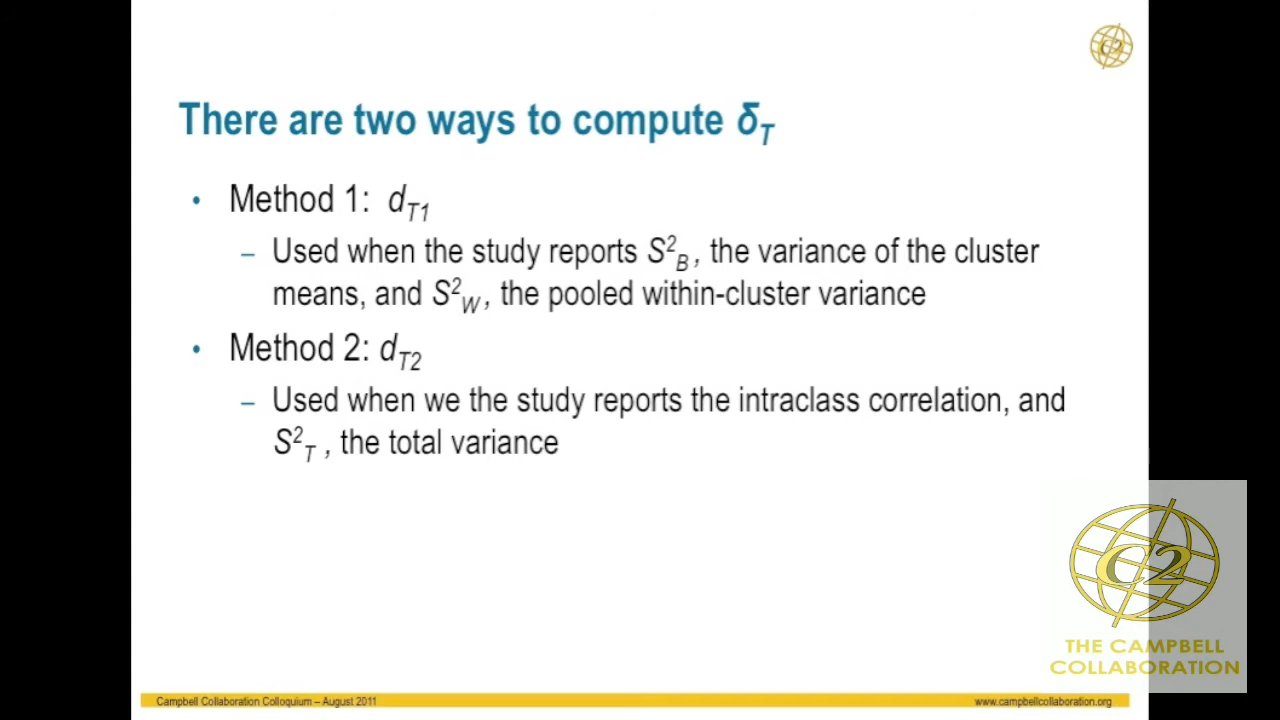 C2
There are two ways to compute δT
• Method 1: dT1
– Used when the study reports S²B, the variance of the cluster
means, and S²W, the pooled within-cluster variance
• Method 2: dT2
– Used when we the study reports the intraclass correlation, and
S²T , the total variance
C2
THE CAMPBELL
COLLABORATION
Campbell Collaboration Colloquium – August 2011
www.campbellcollaboration.org